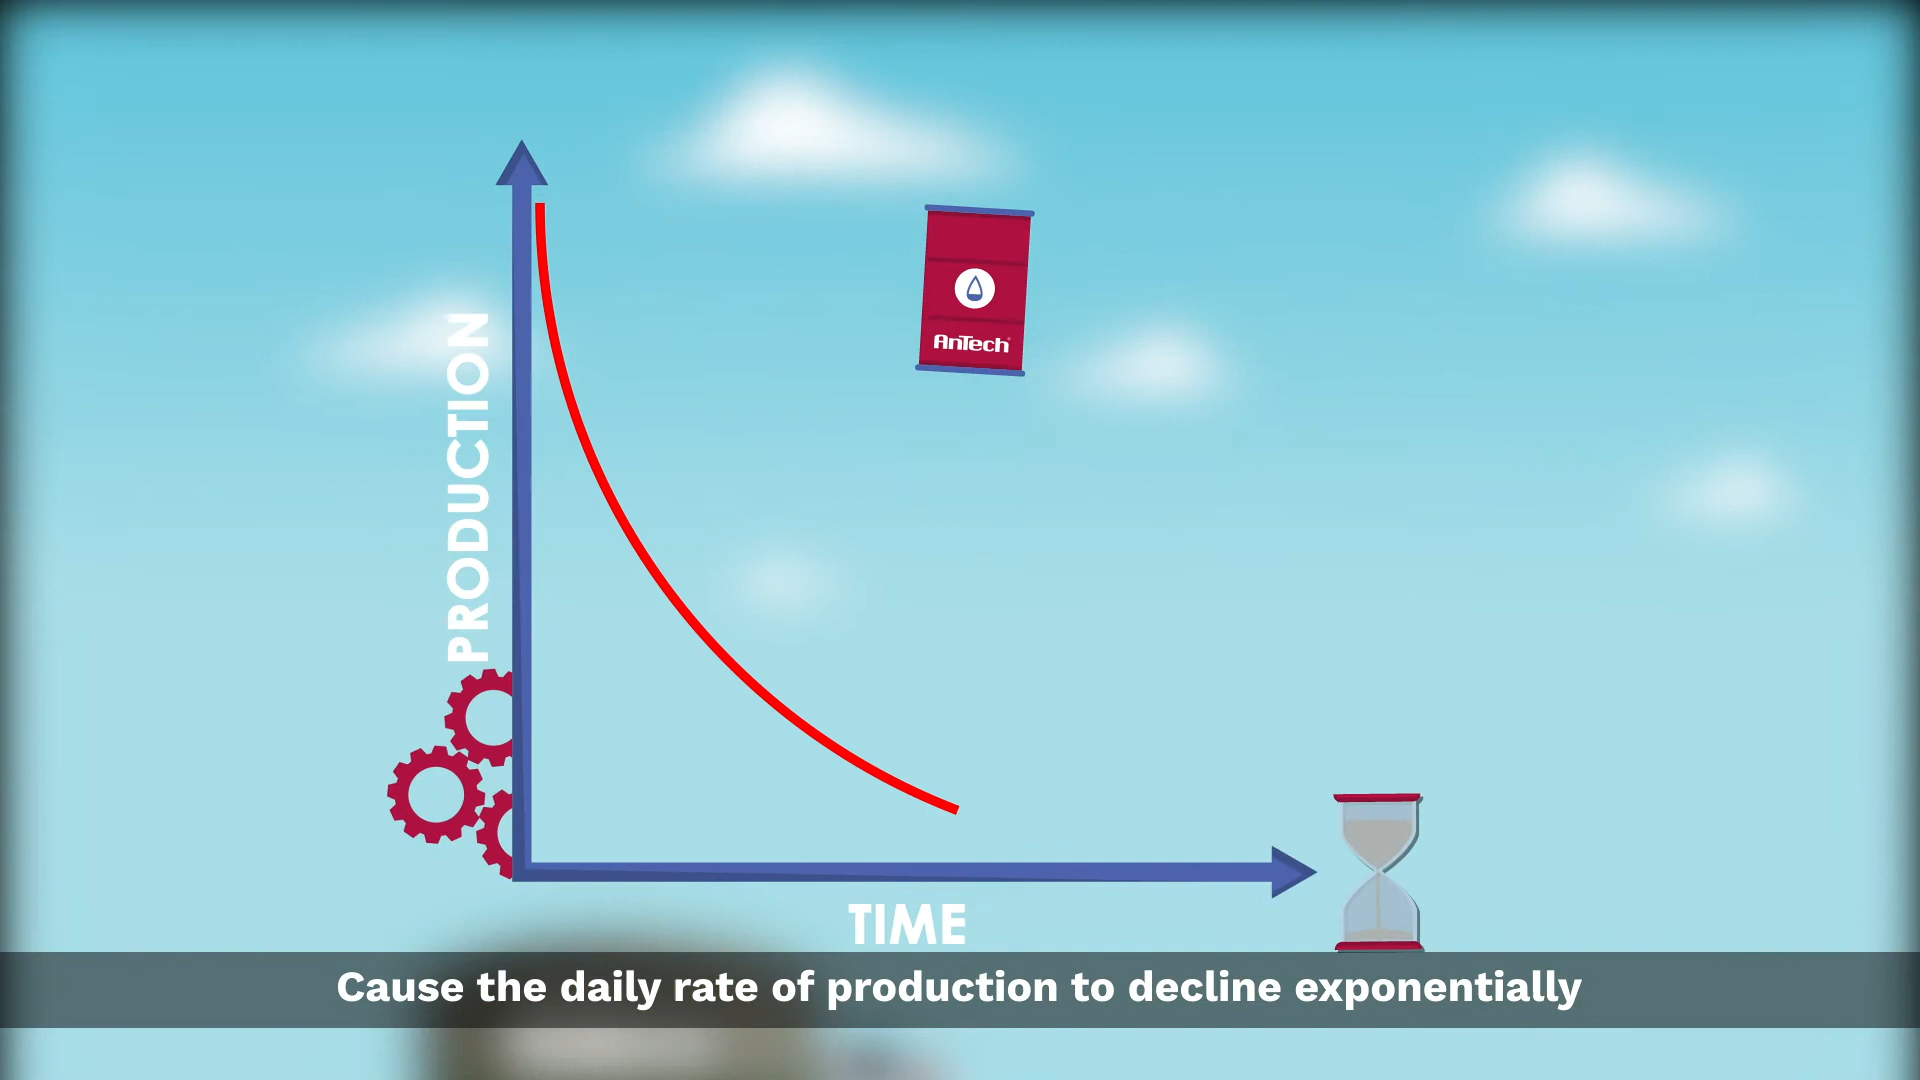 PRODUCTION
AnTech
TIME
Cause the daily rate of production to decline exponentially